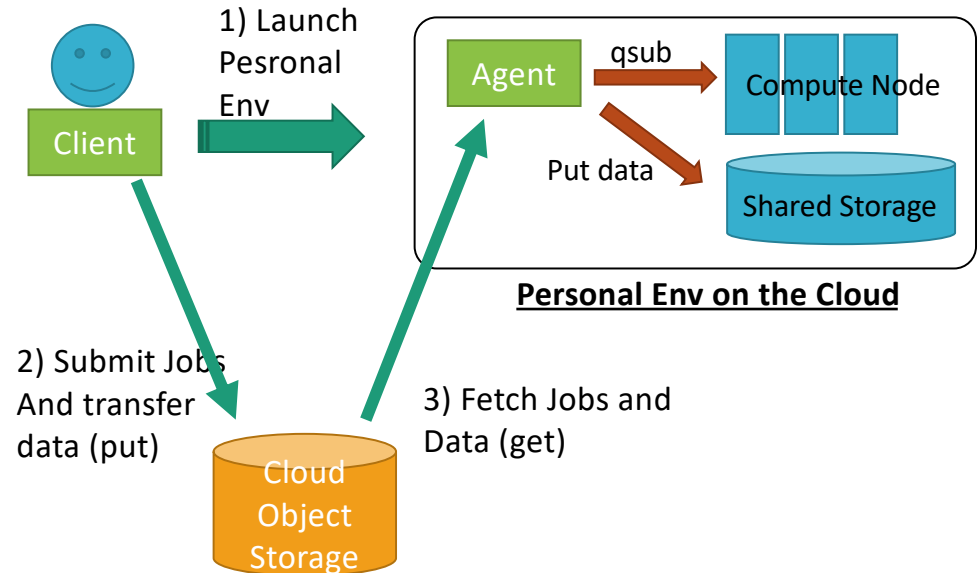 1) Launch
Pesronal
Env
Client
Agent
qsub
Compute Node
Put data
Shared Storage
Personal Env on the Cloud
2) Submit Jobs
And transfer
data (put)
3) Fetch Jobs and
Data (get)
Cloud
Object
Storage